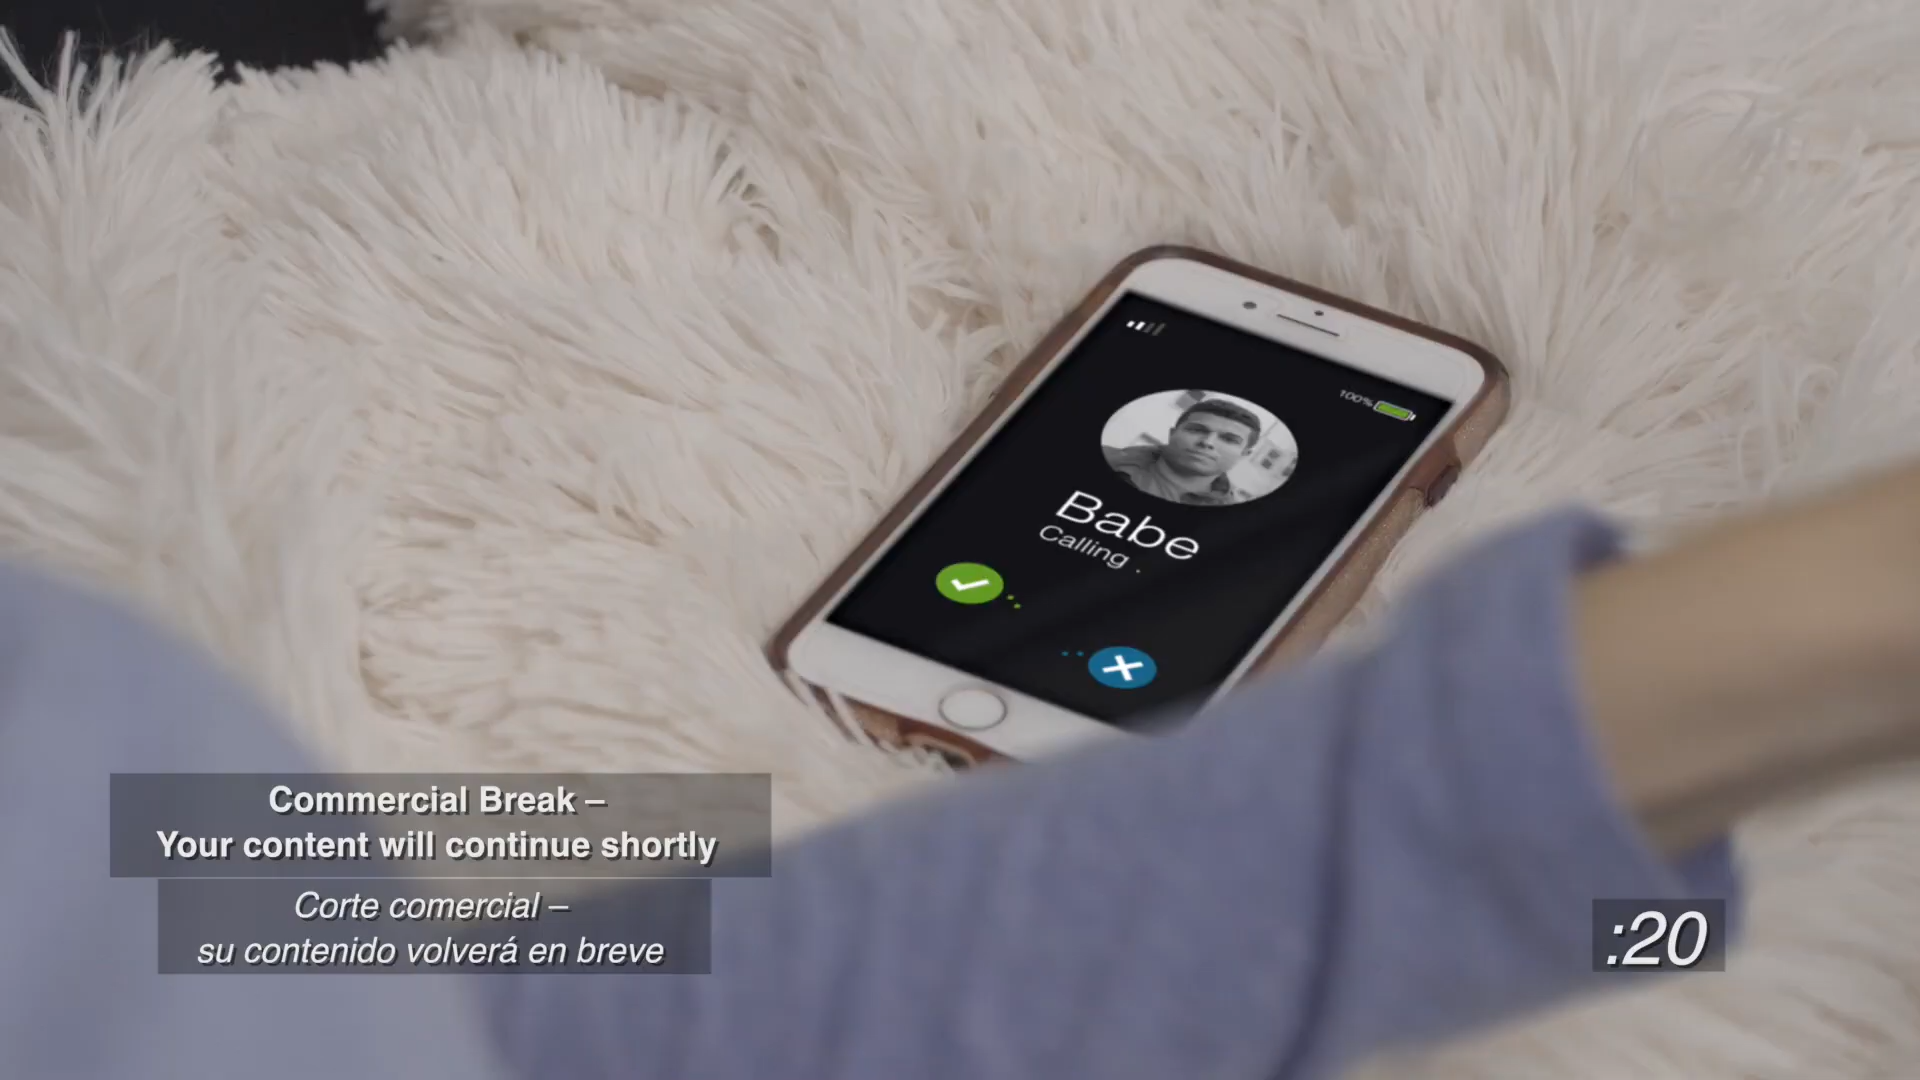 100%
Babe
Calling .
Commercial Break –
Your content will continue shortly
Corte comercial –
su contenido volverá en breve
:20